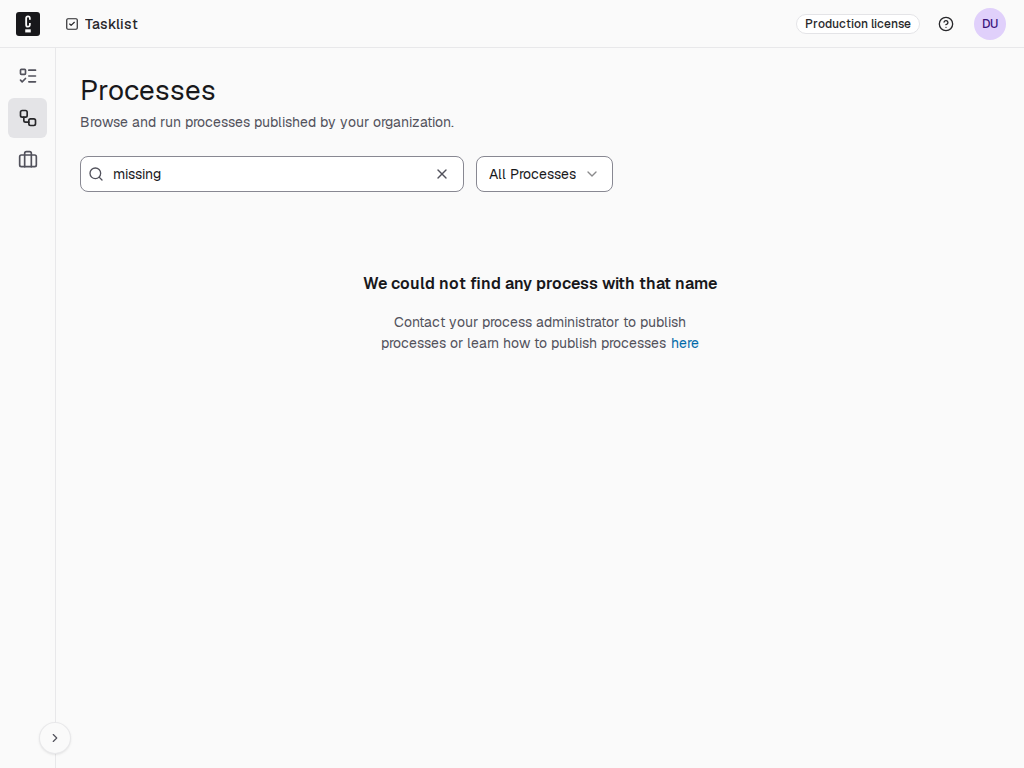 Tasklist
Production license
DU
Processes
Browse and run processes published by your organization.
missing
All Processes
We could not find any process with that name
Contact your process administrator to publish
processes or learn how to publish processes here